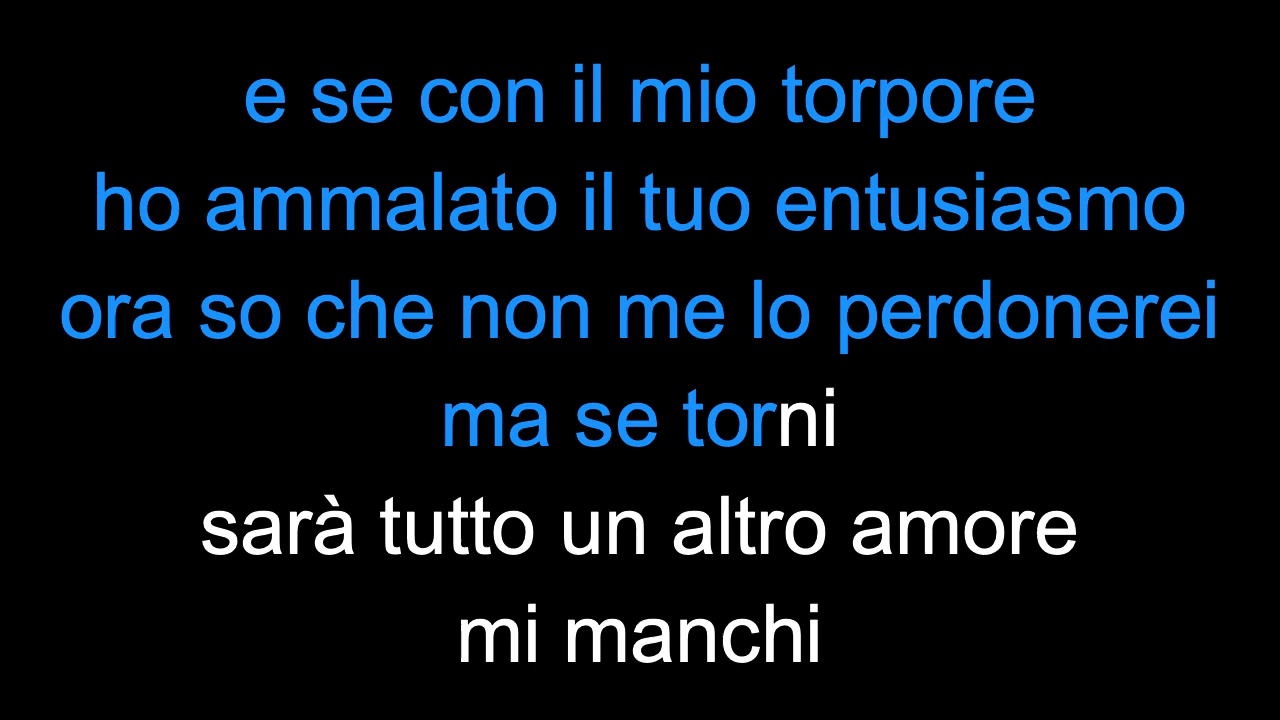 e se con il mio torpore
ho ammalato il tuo entusiasmo
ora so che non me lo perdonerei
ma se torni
sarà tutto un altro amore
mi manchi